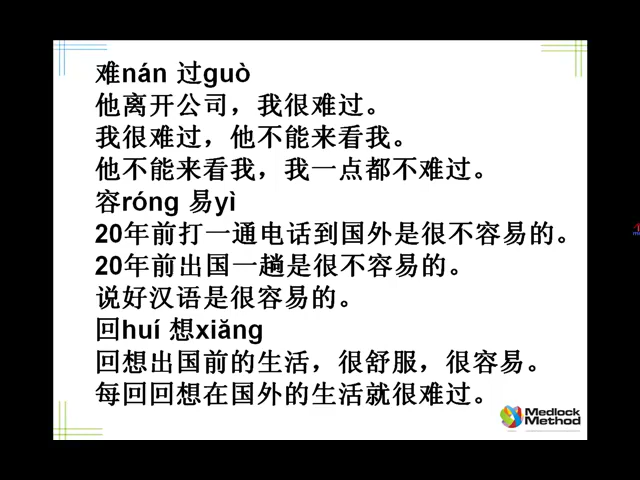 难nán 过guò
他离开公司，我很难过。
我很难过，他不能来看我。
他不能来看我，我一点都不难过。
容róng 易yì
20年前打一通电话到国外是很不容易的。
20年前出国一趟是很不容易的。
说好汉语是很容易的。
回huí 想xiǎng
回想出国前的生活，很舒服，很容易。
每回回想在国外的生活就很难过。
Medlock
Method